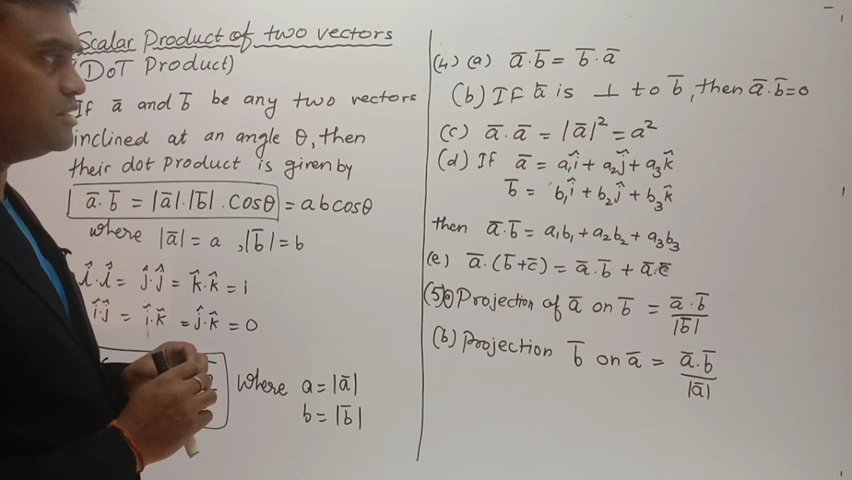 Scalar Product of two vectors
(DoT Product)
If a̅ and b̅ be any two vectors
inclined at an angle θ, then
their dot product is given by
a̅·b̅ = |a̅|·|b̅|·cosθ = abcosθ
where |a̅| = a, |b̅| = b
î·î = ĵ·ĵ = k̂·k̂ = 1
î·ĵ = î·k̂ = ĵ·k̂ = 0
where a = |a̅|
b = |b̅|
(4) (a) a̅·b̅ = b̅·a̅
(b) If a̅ is ⊥ to b̅, then a̅·b̅ = 0
(c) a̅·a̅ = |a̅|² = a²
(d) If a̅ = a₁î + a₂ĵ + a₃k̂
b̅ = b₁î + b₂ĵ + b₃k̂
then a̅·b̅ = a₁b₁ + a₂b₂ + a₃b₃
(e) a̅·(b̅+c̅) = a̅·b̅ + a̅·c̅
Projection of a̅ on b̅ = a̅·b̅ / |b̅|
(b) Projection b̅ on a̅ = a̅·b̅ / |a̅|